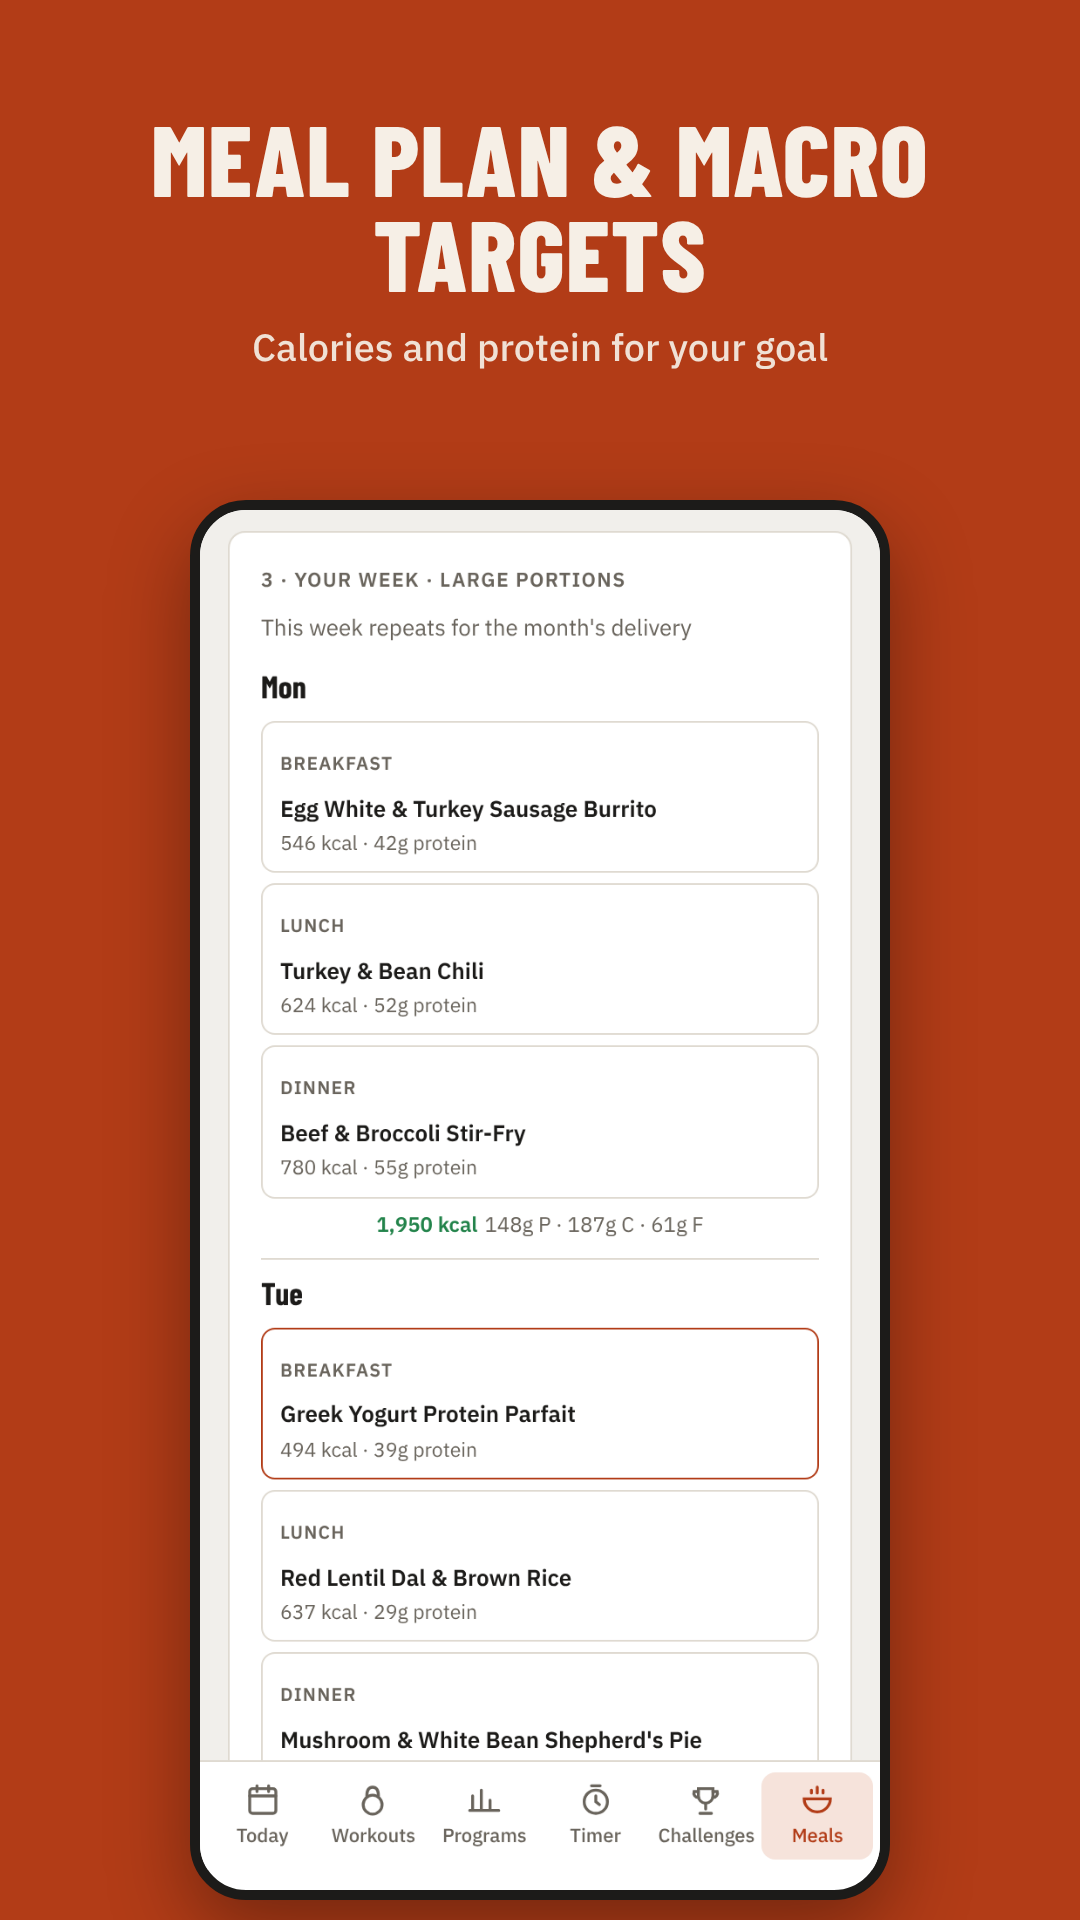 MEAL PLAN & MACRO
TARGETS
Calories and protein for your goal
3 · YOUR WEEK · LARGE PORTIONS
This week repeats for the month's delivery
Mon
BREAKFAST
Egg White & Turkey Sausage Burrito
546 kcal · 42g protein
LUNCH
Turkey & Bean Chili
624 kcal · 52g protein
DINNER
Beef & Broccoli Stir-Fry
780 kcal · 55g protein
1,950 kcal 148g P · 187g C · 61g F
Tue
BREAKFAST
Greek Yogurt Protein Parfait
494 kcal · 39g protein
LUNCH
Red Lentil Dal & Brown Rice
637 kcal · 29g protein
DINNER
Mushroom & White Bean Shepherd's Pie
Today Workouts Programs Timer Challenges Meals